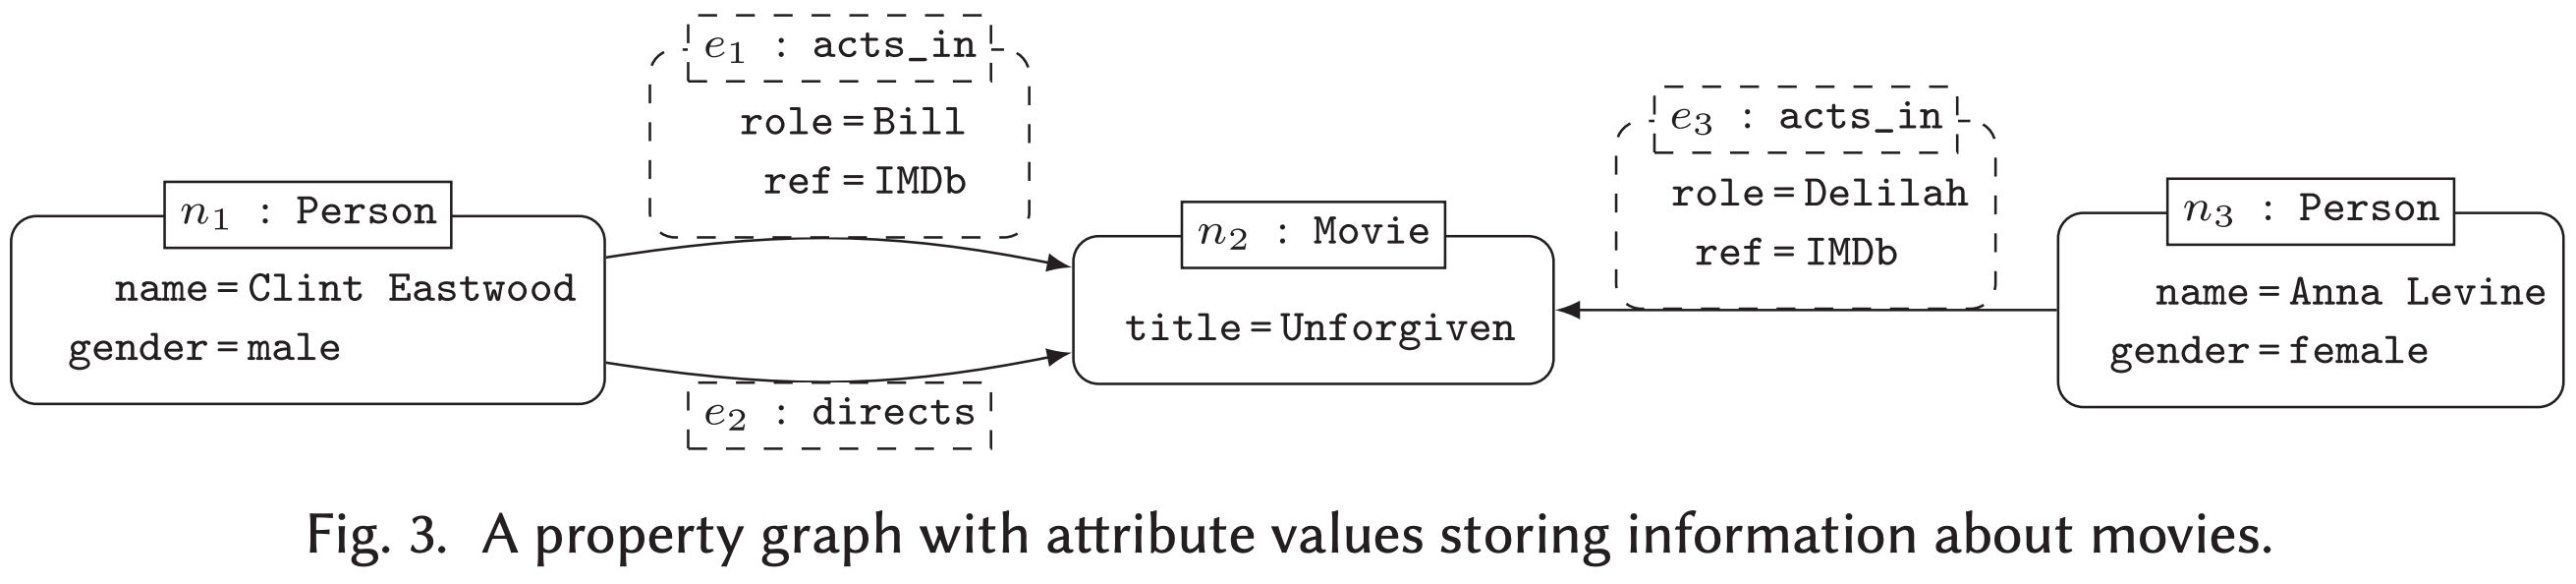 e1 : acts_in
role = Bill
ref = IMDb
n1 : Person
name = Clint Eastwood
gender = male
e2 : directs
n2 : Movie
title = Unforgiven
e3 : acts_in
role = Delilah
ref = IMDb
n3 : Person
name = Anna Levine
gender = female
Fig. 3. A property graph with attribute values storing information about movies.